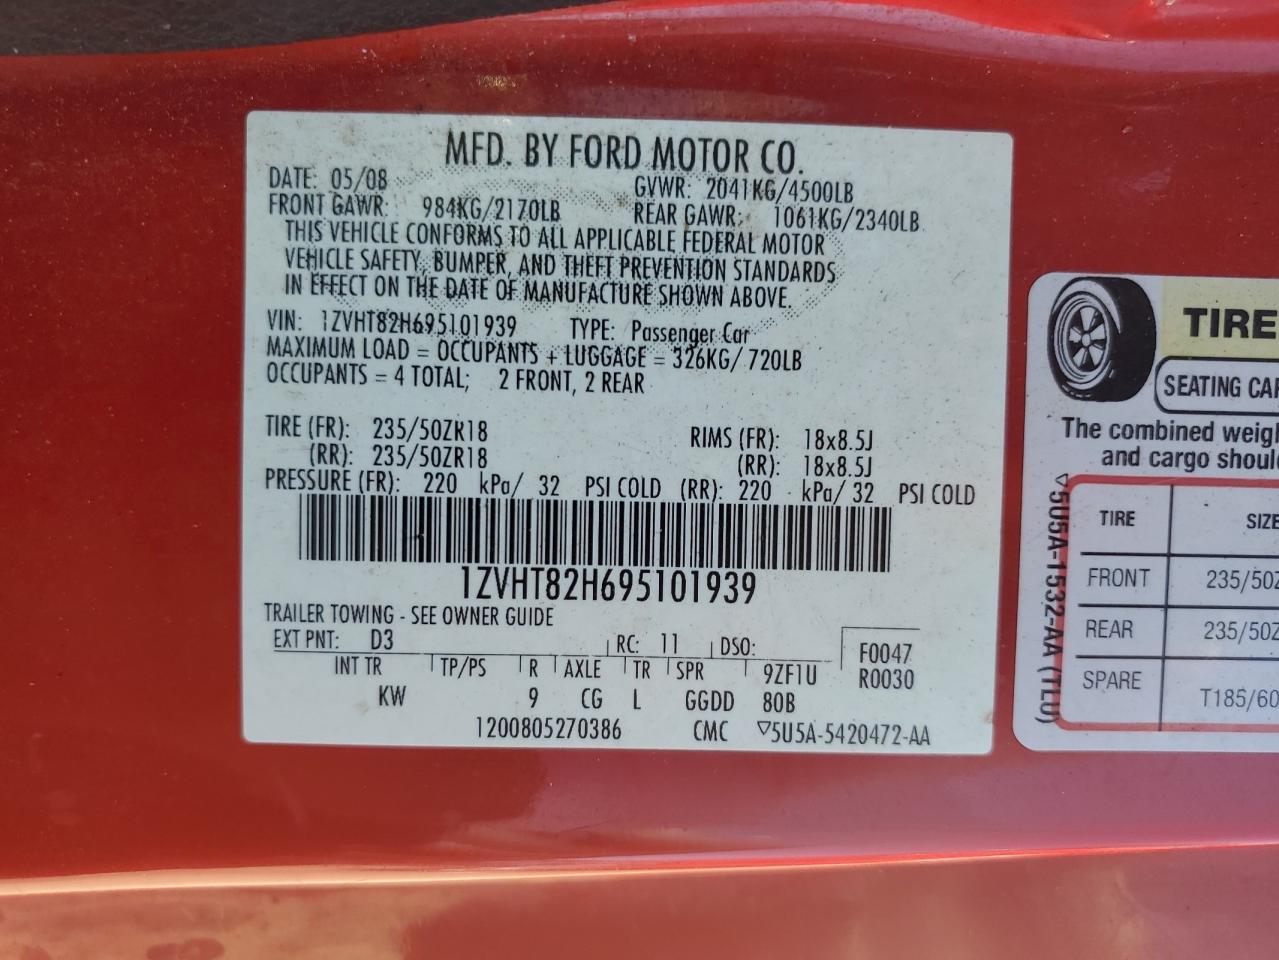 MFD. BY FORD MOTOR CO.
DATE: 05/08 GVWR: 2041KG/4500LB
FRONT GAWR: 984KG/2170LB REAR GAWR: 1061KG/2340LB
THIS VEHICLE CONFORMS TO ALL APPLICABLE FEDERAL MOTOR
VEHICLE SAFETY, BUMPER, AND THEFT PREVENTION STANDARDS
IN EFFECT ON THE DATE OF MANUFACTURE SHOWN ABOVE.
VIN: 1ZVHT82H695101939 TYPE: Passenger Car
MAXIMUM LOAD = OCCUPANTS + LUGGAGE = 326KG/ 720LB
OCCUPANTS = 4 TOTAL; 2 FRONT, 2 REAR
TIRE (FR): 235/50ZR18 RIMS (FR): 18x8.5J
(RR): 235/50ZR18 (RR): 18x8.5J
PRESSURE (FR): 220 kPa/ 32 PSI COLD (RR): 220 kPa/ 32 PSI COLD
1ZVHT82H695101939
TRAILER TOWING - SEE OWNER GUIDE
EXT PNT: D3 RC: 11 DSO: F0047
INT TR TP/PS R AXLE TR SPR 9ZF1U R0030
KW 9 CG L GGDD 80B
1200805270386 CMC ▽5U5A-5420472-AA
TIRE
SEATING CAP
The combined weigh
and cargo shoul
TIRE SIZE
FRONT 235/50Z
REAR 235/50Z
SPARE T185/60
▽5U5A-1532-AA (TLU)